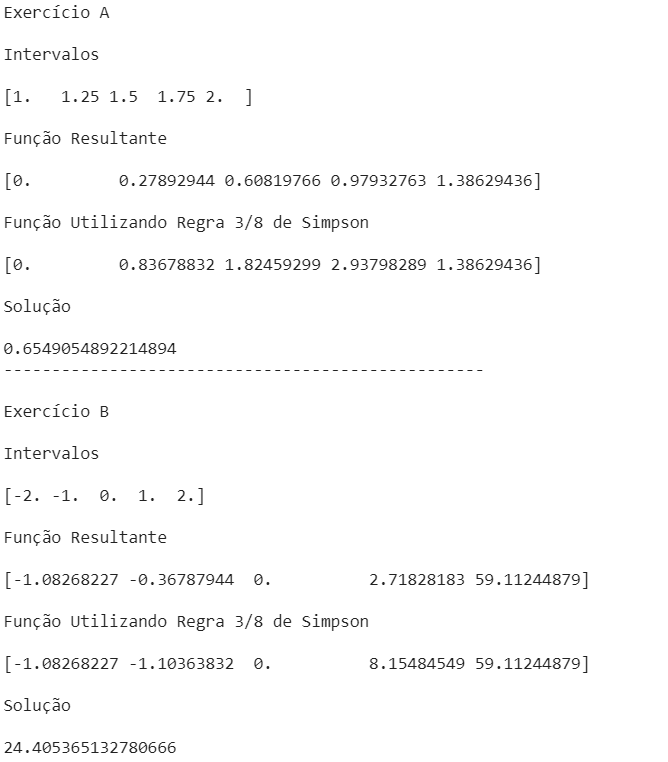 Exercício A
Intervalos
[1.   1.25 1.5  1.75 2.  ]
Função Resultante
[0.         0.27892944 0.60819766 0.97932763 1.38629436]
Função Utilizando Regra 3/8 de Simpson
[0.         0.83678832 1.82459299 2.93798289 1.38629436]
Solução
0.6549054892214894
--------------------------------------------------
Exercício B
Intervalos
[-2. -1.  0.  1.  2.]
Função Resultante
[-1.08268227 -0.36787944  0.          2.71828183 59.11244879]
Função Utilizando Regra 3/8 de Simpson
[-1.08268227 -1.10363832  0.          8.15484549 59.11244879]
Solução
24.405365132780666